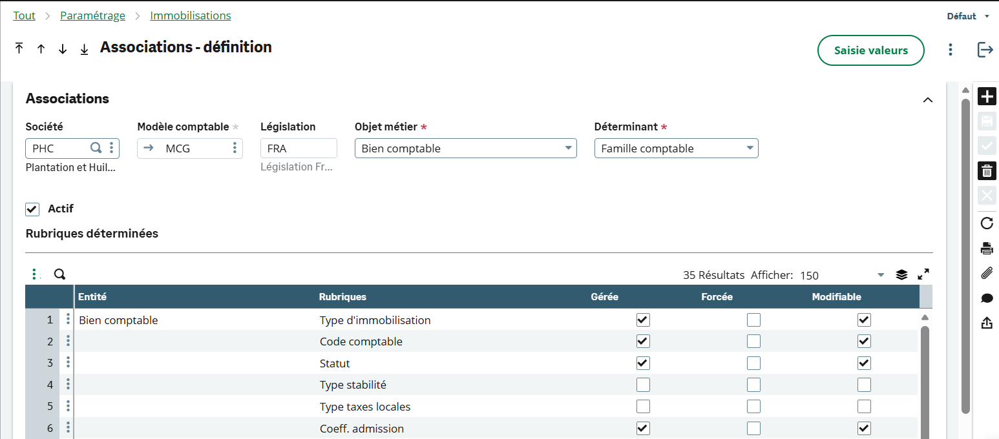 Tout > Paramétrage > Immobilisations
Défaut
Associations - définition
Saisie valeurs
Associations
Société Modèle comptable * Législation Objet métier * Déterminant *
PHC MCG FRA Bien comptable Famille comptable
Plantation et Huil... Législation Fr...
Actif
Rubriques déterminées
35 Résultats Afficher: 150
Entité Rubriques Gérée Forcée Modifiable
1 Bien comptable Type d'immobilisation
2 Code comptable
3 Statut
4 Type stabilité
5 Type taxes locales
6 Coeff. admission